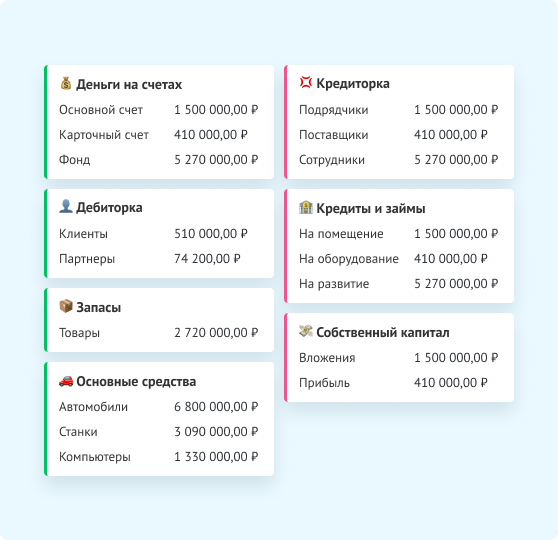 Деньги на счетах
Основной счет 1 500 000,00 ₽
Карточный счет 410 000,00 ₽
Фонд 5 270 000,00 ₽
Дебиторка
Клиенты 510 000,00 ₽
Партнеры 74 200,00 ₽
Запасы
Товары 2 720 000,00 ₽
Основные средства
Автомобили 6 800 000,00 ₽
Станки 3 090 000,00 ₽
Компьютеры 1 330 000,00 ₽
Кредиторка
Подрядчики 1 500 000,00 ₽
Поставщики 410 000,00 ₽
Сотрудники 5 270 000,00 ₽
Кредиты и займы
На помещение 1 500 000,00 ₽
На оборудование 410 000,00 ₽
На развитие 5 270 000,00 ₽
Собственный капитал
Вложения 1 500 000,00 ₽
Прибыль 410 000,00 ₽